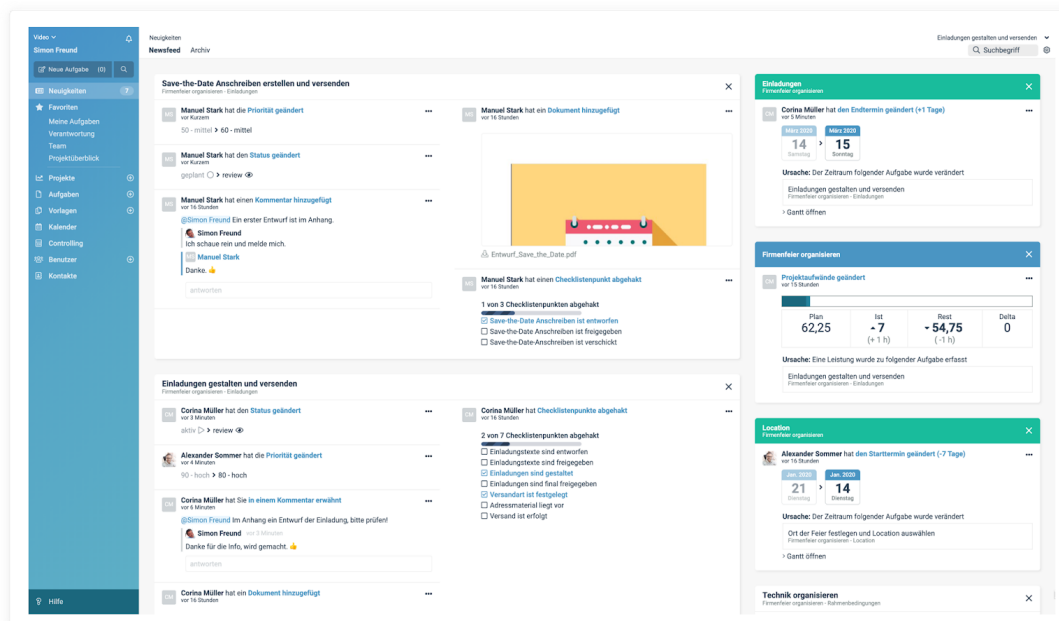 Video
Simon Freund
Neue Aufgabe (0)
Neuigkeiten 7
Favoriten
Meine Aufgaben
Verantwortung
Team
Projektüberblick
Projekte
Aufgaben
Vorlagen
Kalender
Controlling
Benutzer
Kontakte
Hilfe
Neuigkeiten
Newsfeed Archiv
Einladungen gestalten und versenden
Suchbegriff
Save-the-Date Anschreiben erstellen und versenden
Firmenfeier organisieren - Einladungen
MS Manuel Stark hat die Priorität geändert
vor Kurzem
50 - mittel > 60 - mittel
MS Manuel Stark hat den Status geändert
vor Kurzem
geplant > review
MS Manuel Stark hat einen Kommentar hinzugefügt
vor 16 Stunden
@Simon Freund Ein erster Entwurf ist im Anhang.
Simon Freund
Ich schaue rein und melde mich.
MS Manuel Stark
Danke. 👍
antworten
MS Manuel Stark hat ein Dokument hinzugefügt
vor 16 Stunden
Entwurf_Save_the_Date.pdf
MS Manuel Stark hat einen Checklistenpunkt abgehakt
vor 16 Stunden
1 von 3 Checklistenpunkten abgehakt
Save-the-Date Anschreiben ist entworfen
Save-the-Date Anschreiben ist freigegeben
Save-the-Date-Anschreiben ist verschickt
Einladungen gestalten und versenden
Firmenfeier organisieren - Einladungen
CM Corina Müller hat den Status geändert
vor 3 Minuten
aktiv > review
Alexander Sommer hat die Priorität geändert
vor 4 Minuten
90 - hoch > 80 - hoch
CM Corina Müller hat Sie in einem Kommentar erwähnt
vor 6 Minuten
@Simon Freund Im Anhang ein Entwurf der Einladung, bitte prüfen!
Simon Freund vor 3 Minuten
Danke für die Info, wird gemacht. 👍
antworten
CM Corina Müller hat ein Dokument hinzugefügt
vor 16 Stunden
CM Corina Müller hat Checklistenpunkte abgehakt
vor 16 Stunden
2 von 7 Checklistenpunkten abgehakt
Einladungstexte sind entworfen
Einladungstexte sind freigegeben
Einladungen sind gestaltet
Einladungen sind final freigegeben
Versandart ist festgelegt
Adressmaterial liegt vor
Versand ist erfolgt
Einladungen
Firmenfeier organisieren
CM Corina Müller hat den Endtermin geändert (+1 Tage)
vor 5 Minuten
März 2020 März 2020
14 > 15
Samstag Sonntag
Ursache: Der Zeitraum folgender Aufgabe wurde verändert
Einladungen gestalten und versenden
Firmenfeier organisieren - Einladungen
> Gantt öffnen
Firmenfeier organisieren
CM Projektaufwände geändert
vor 15 Stunden
Plan Ist Rest Delta
62,25 7 54,75 0
(+ 1 h) ( -1 h)
Ursache: Eine Leistung wurde zu folgender Aufgabe erfasst
Einladungen gestalten und versenden
Firmenfeier organisieren - Einladungen
Location
Firmenfeier organisieren
Alexander Sommer hat den Starttermin geändert (-7 Tage)
vor 16 Stunden
Jan. 2020 Jan. 2020
21 > 14
Dienstag Dienstag
Ursache: Der Zeitraum folgender Aufgabe wurde verändert
Ort der Feier festlegen und Location auswählen
Firmenfeier organisieren - Location
> Gantt öffnen
Technik organisieren
Firmenfeier organisieren - Rahmenbedingungen